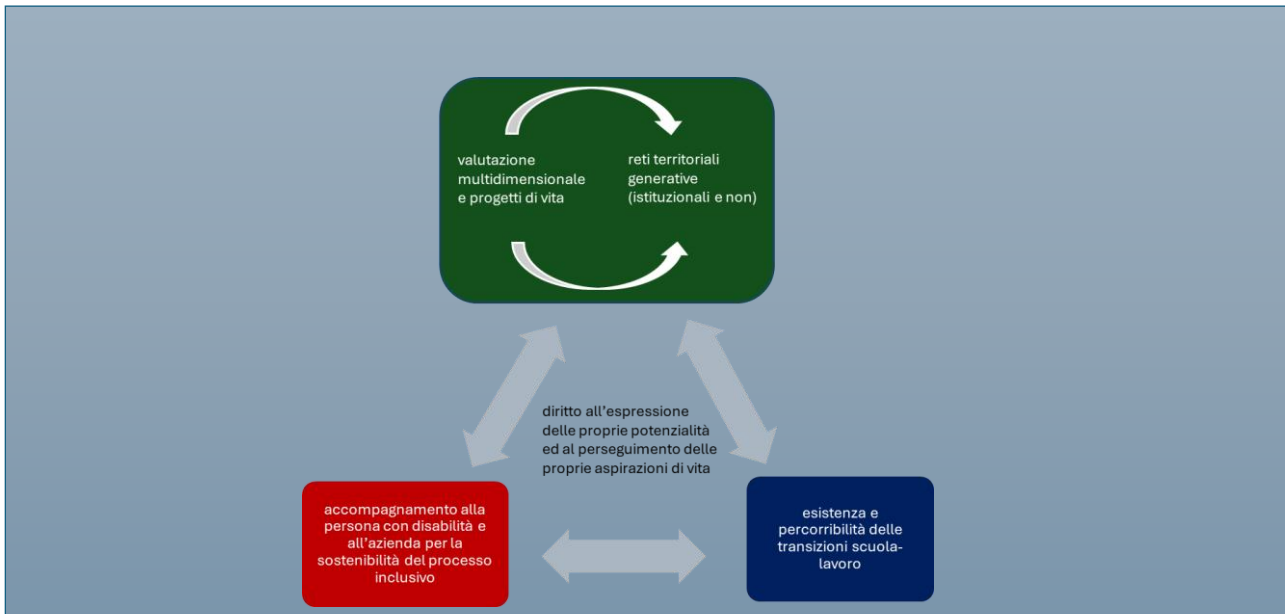 valutazione
multidimensionale
e progetti di vita
reti territoriali
generative
(istituzionali e non)
diritto all'espressione
delle proprie potenzialità
ed al perseguimento delle
proprie aspirazioni di vita
accompagnamento alla
persona con disabilità e
all'azienda per la
sostenibilità del processo
inclusivo
esistenza e
percorribilità delle
transizioni scuola-
lavoro